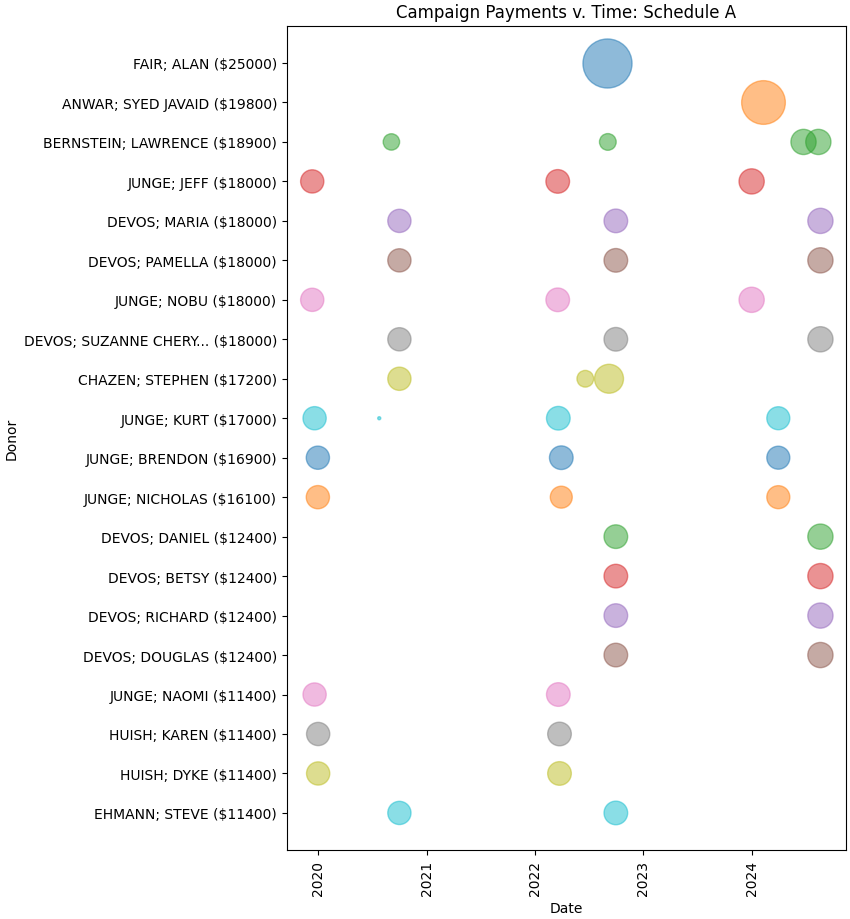 Campaign Payments v. Time: Schedule A
FAIR; ALAN ($25000)
ANWAR; SYED JAVAID ($19800)
BERNSTEIN; LAWRENCE ($18900)
JUNGE; JEFF ($18000)
DEVOS; MARIA ($18000)
DEVOS; PAMELLA ($18000)
JUNGE; NOBU ($18000)
DEVOS; SUZANNE CHERY... ($18000)
CHAZEN; STEPHEN ($17200)
JUNGE; KURT ($17000)
JUNGE; BRENDON ($16900)
JUNGE; NICHOLAS ($16100)
DEVOS; DANIEL ($12400)
DEVOS; BETSY ($12400)
DEVOS; RICHARD ($12400)
DEVOS; DOUGLAS ($12400)
JUNGE; NAOMI ($11400)
HUISH; KAREN ($11400)
HUISH; DYKE ($11400)
EHMANN; STEVE ($11400)
Donor
2020
2021
2022
2023
2024
Date